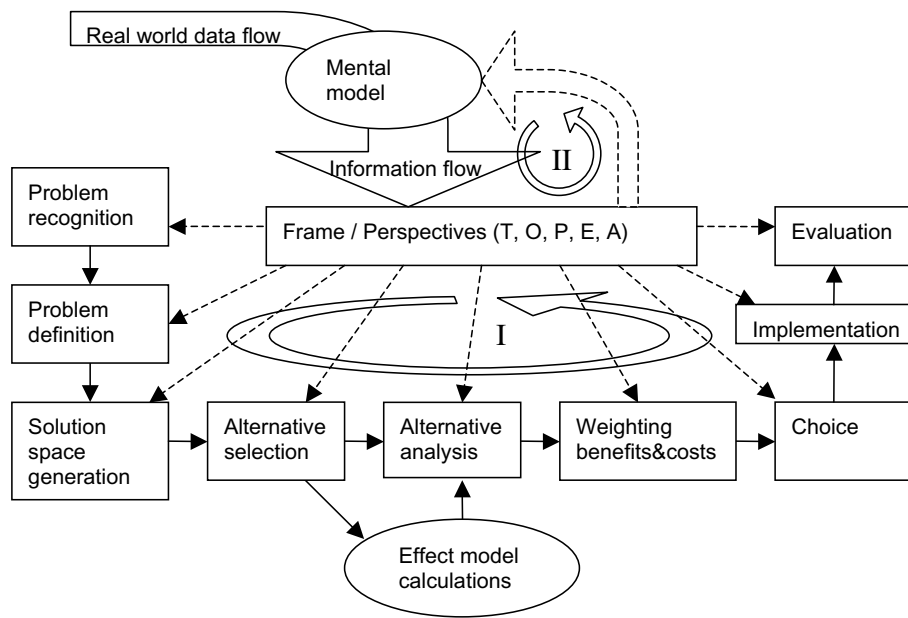 Real world data flow
Mental
model
Information flow
II
Problem
recognition
Frame / Perspectives (T, O, P, E, A)
Evaluation
Problem
definition
I
Implementation
Solution
space
generation
Alternative
selection
Alternative
analysis
Weighting
benefits&costs
Choice
Effect model
calculations